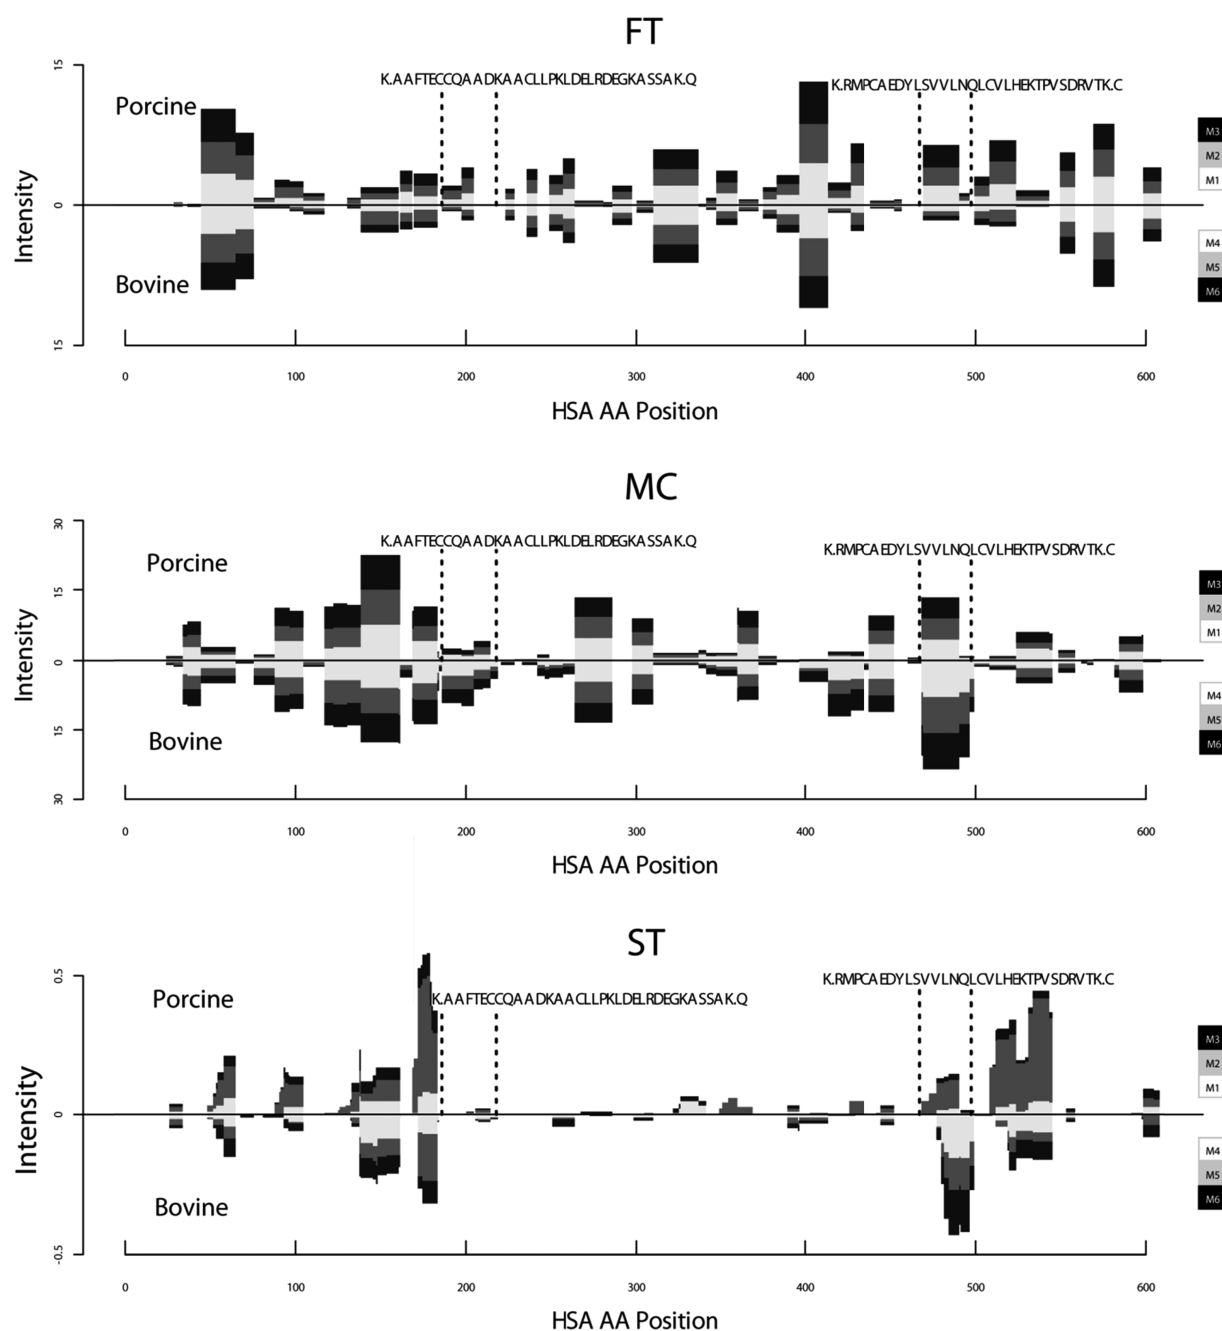 FT
15
K.AAFTECCQAADKAACLLPKLDELRDEGKASSAK.Q
K.RMPCAEDYLSVVLNQLCVLHEKTPVSDRVTK.C
Porcine
M3
M2
M1
Intensity
0
M4
M5
M6
Bovine
15
0 100 200 300 400 500 600
HSA AA Position
MC
30
K.AAFTECCQAADKAACLLPKLDELRDEGKASSAK.Q
K.RMPCAEDYLSVVLNQLCVLHEKTPVSDRVTK.C
Porcine
15
M3
M2
M1
Intensity
0
M4
M5
M6
15
Bovine
30
0 100 200 300 400 500 600
HSA AA Position
ST
0.5
K.RMPCAEDYLSVVLNQLCVLHEKTPVSDRVTK.C
Porcine
K.AAFTECCQAADKAACLLPKLDELRDEGKASSAK.Q
M3
M2
M1
Intensity
0
M4
M5
M6
Bovine
-0.5
0 100 200 300 400 500 600
HSA AA Position